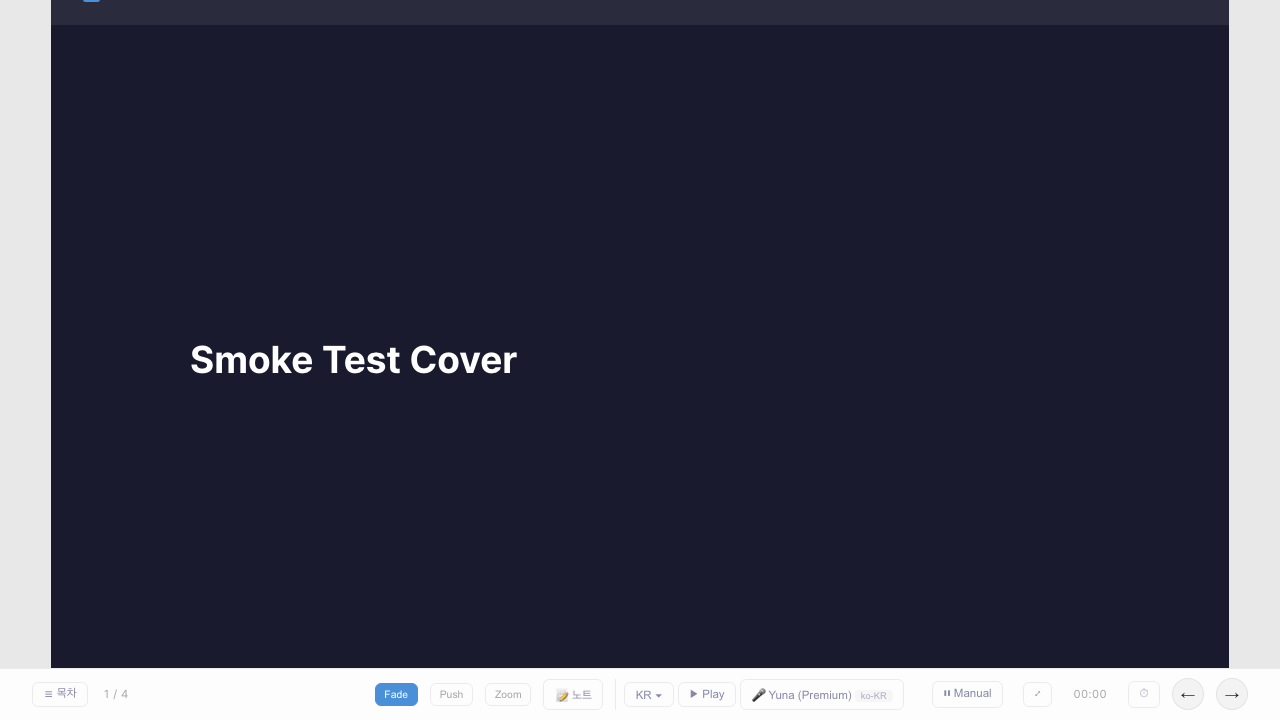 Smoke Test Cover
≡ 목차
1 / 4
Fade
Push
Zoom
📝 노트
KR ▾
▶ Play
🎤 Yuna (Premium) ko-KR
⏸ Manual
⤢
00:00
⏱
←
→